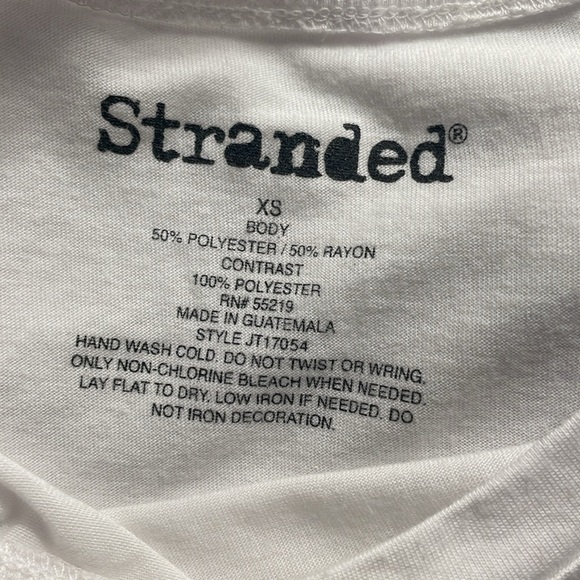 Stranded®
XS
BODY
50% POLYESTER / 50% RAYON
CONTRAST
100% POLYESTER
RN# 55219
MADE IN GUATEMALA
STYLE JT17054
HAND WASH COLD. DO NOT TWIST OR WRING.
ONLY NON-CHLORINE BLEACH WHEN NEEDED.
LAY FLAT TO DRY. LOW IRON IF NEEDED. DO
NOT IRON DECORATION.